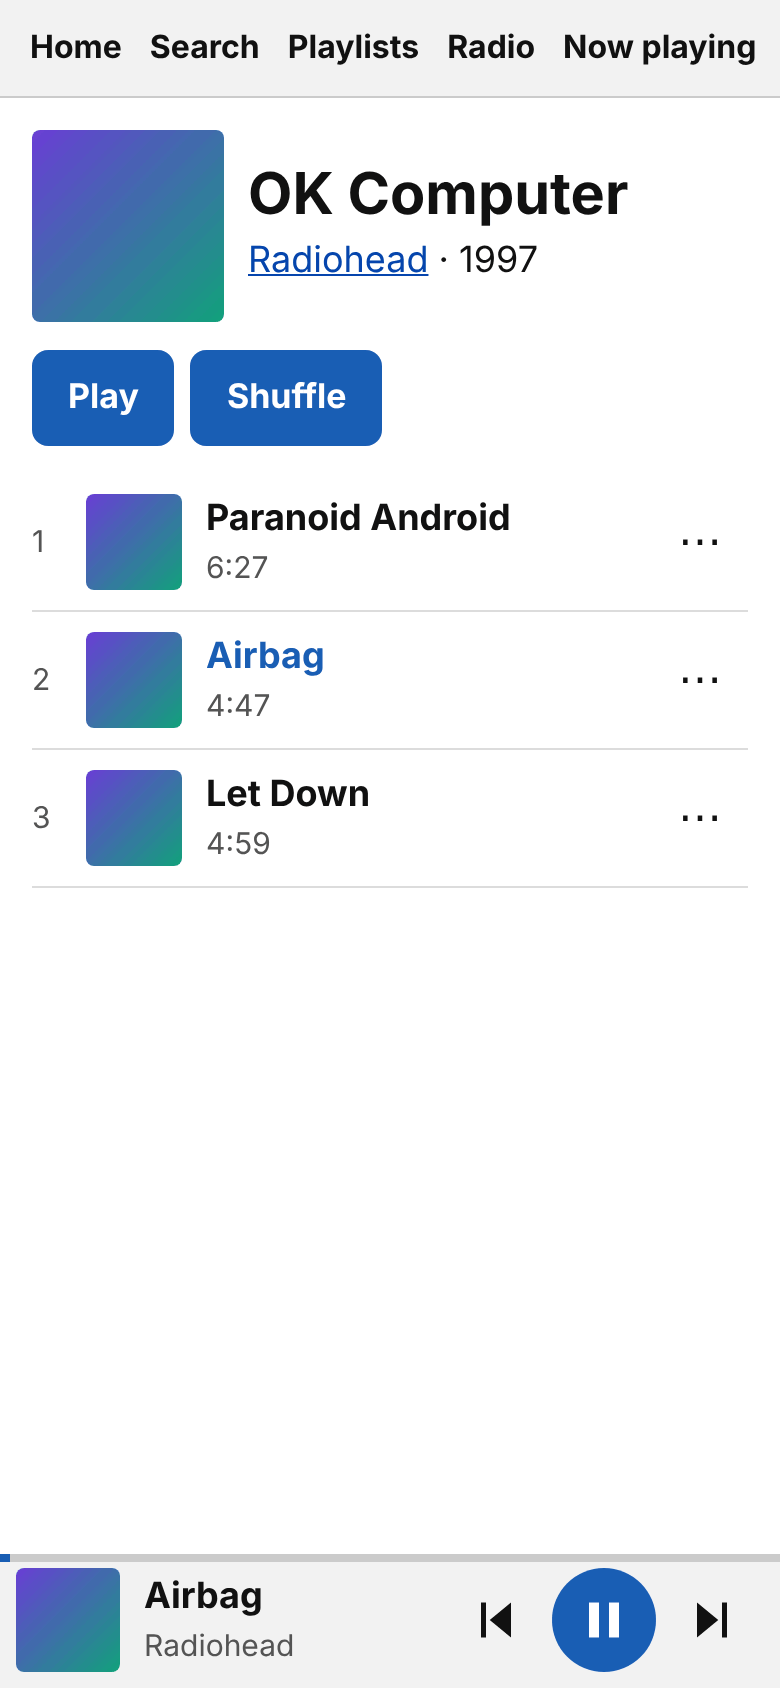 Home Search Playlists Radio Now playing
OK Computer
Radiohead · 1997
Play Shuffle
1 Paranoid Android ...
6:27
2 Airbag ...
4:47
3 Let Down ...
4:59
Airbag
Radiohead